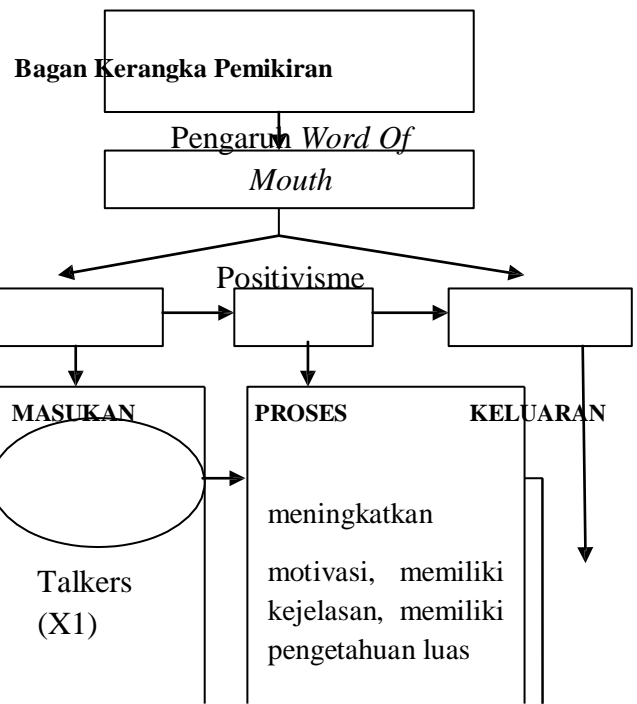 Bagan Kerangka Pemikiran
Pengaruh Word Of
Mouth
Positivisme
MASUKAN
PROSES
KELUARAN
meningkatkan
motivasi, memiliki
kejelasan, memiliki
pengetahuan luas
Talkers
(X1)